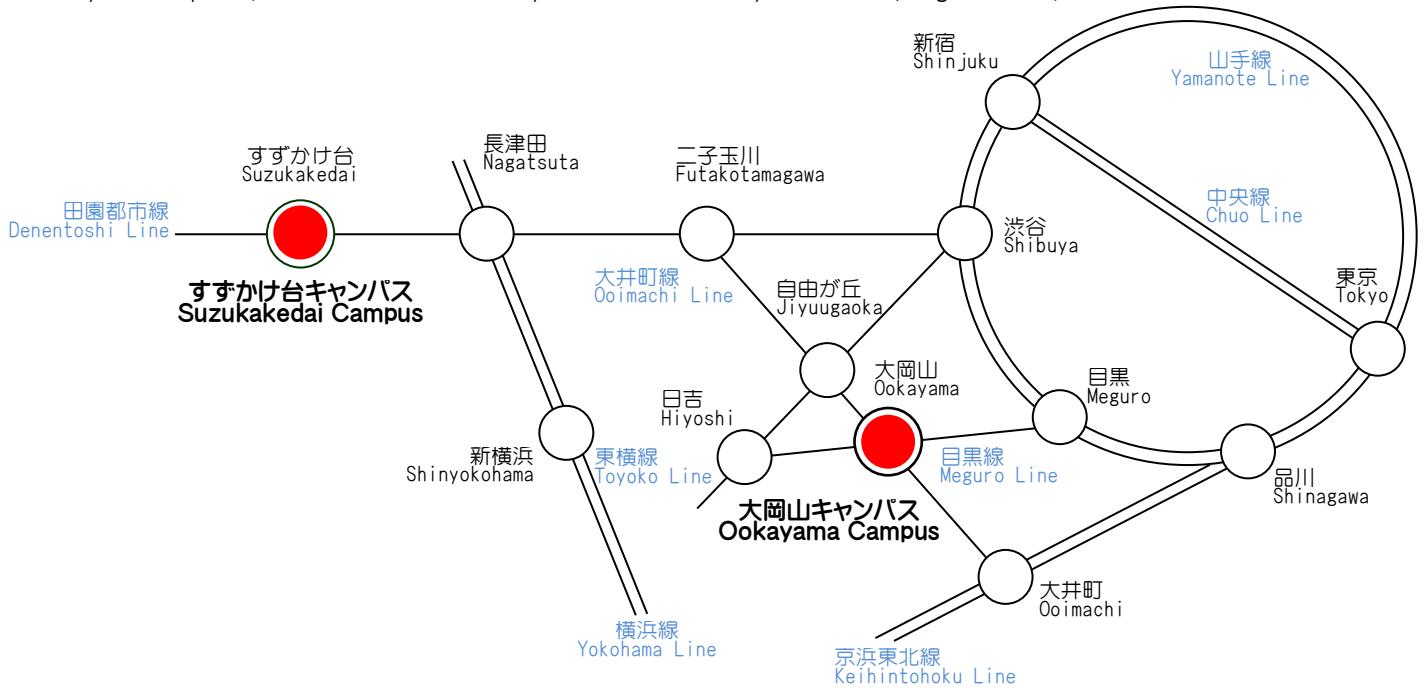 新宿
Shinjuku
山手線
Yamanote Line
長津田
Nagatsuta
すずかけ台
Suzukakedai
二子玉川
Futakotamagawa
田園都市線
Denentoshi Line
中央線
Chuo Line
渋谷
Shibuya
大井町線
Ooimachi Line
自由が丘
Jiyuugaoka
東京
Tokyo
すずかけ台キャンパス
Suzukakedai Campus
大岡山
Ookayama
目黒
Meguro
日吉
Hiyoshi
新横浜
Shinyokohama
東横線
Toyoko Line
目黒線
Meguro Line
品川
Shinagawa
大岡山キャンパス
Ookayama Campus
大井町
Ooimachi
横浜線
Yokohama Line
京浜東北線
Keihintohoku Line